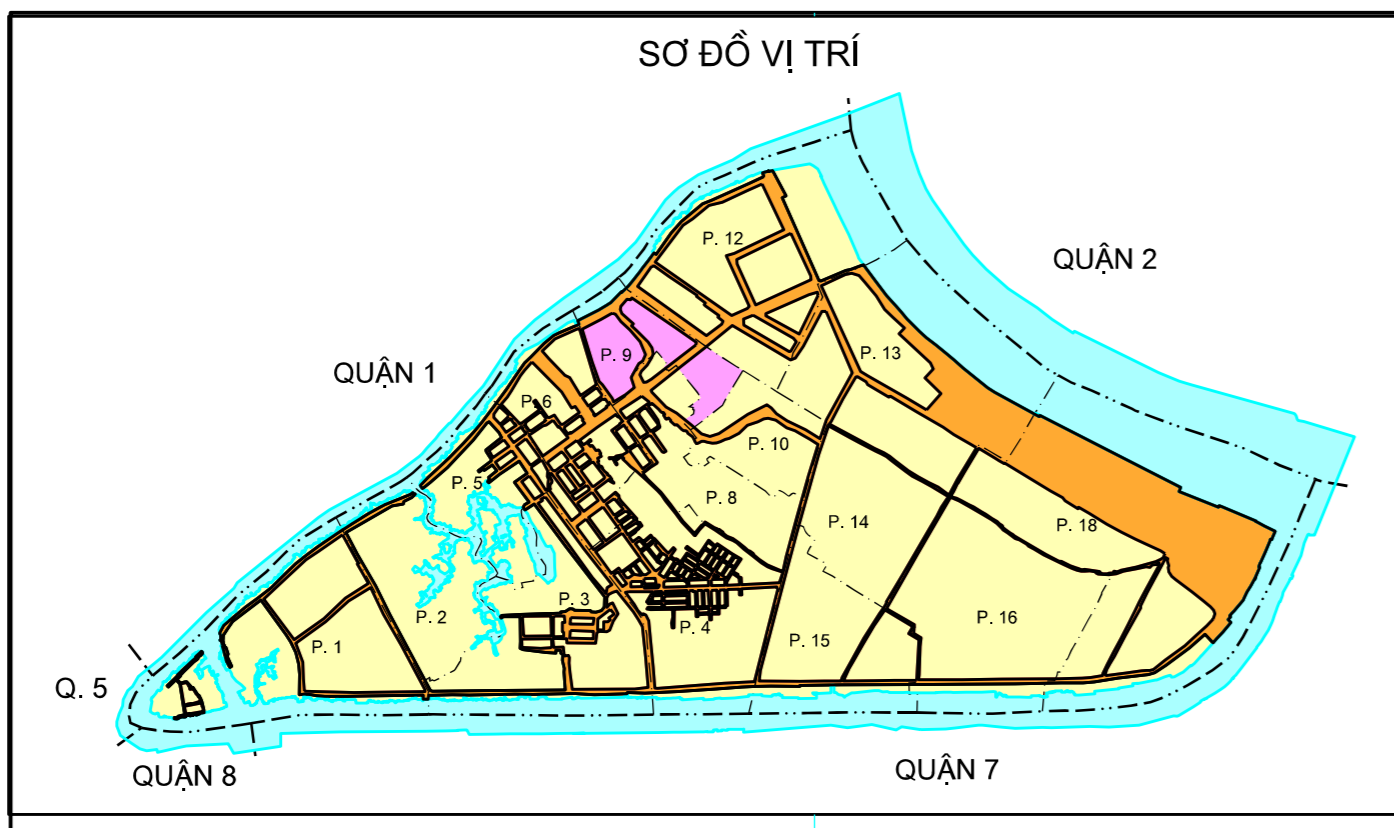 SƠ ĐỒ VỊ TRÍ
P. 12
QUẬN 2
P. 9
P. 13
QUẬN 1
P. 6
P. 10
P. 5
P. 8
P. 14
P. 18
P. 3
P. 2
P. 16
P. 4
P. 1
P. 15
Q. 5
QUẬN 8
QUẬN 7